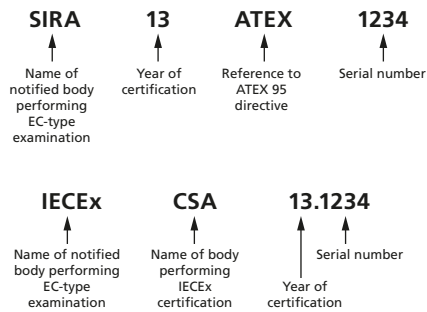 SIRA 13 ATEX 1234
Name of notified body performing EC-type examination
Year of certification
Reference to ATEX 95 directive
Serial number
IECEx CSA 13.1234
Name of notified body performing EC-type examination
Name of body performing IECEx certification
Year of certification
Serial number